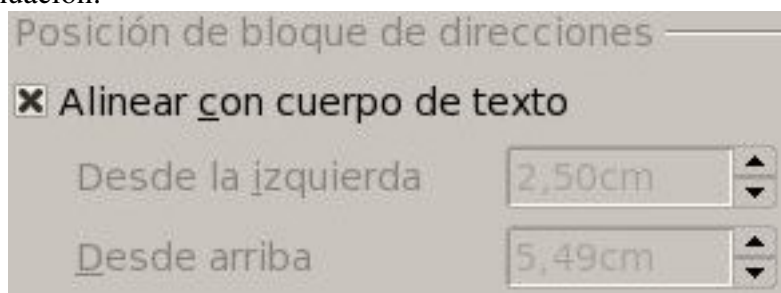 Posición de bloque de direcciones
Alinear con cuerpo de texto
Desde la izquierda 2,50cm
Desde arriba 5,49cm